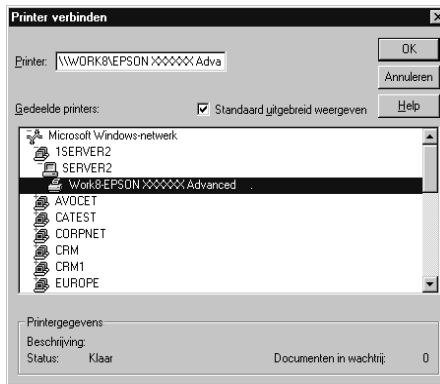 Printer verbinden
Printer: \\WORK8\EPSON XXXXXX Adva
OK
Annuleren
Help
Gedeelde printers:
Standaard uitgebreid weergeven
Microsoft Windows-netwerk
1SERVER2
SERVER2
Work8-EPSON XXXXXX Advanced .
AVOCET
CATEST
CORPNET
CRM
CRM1
EUROPE
Printergegevens
Beschrijving:
Status: Klaar Documenten in wachtrij: 0